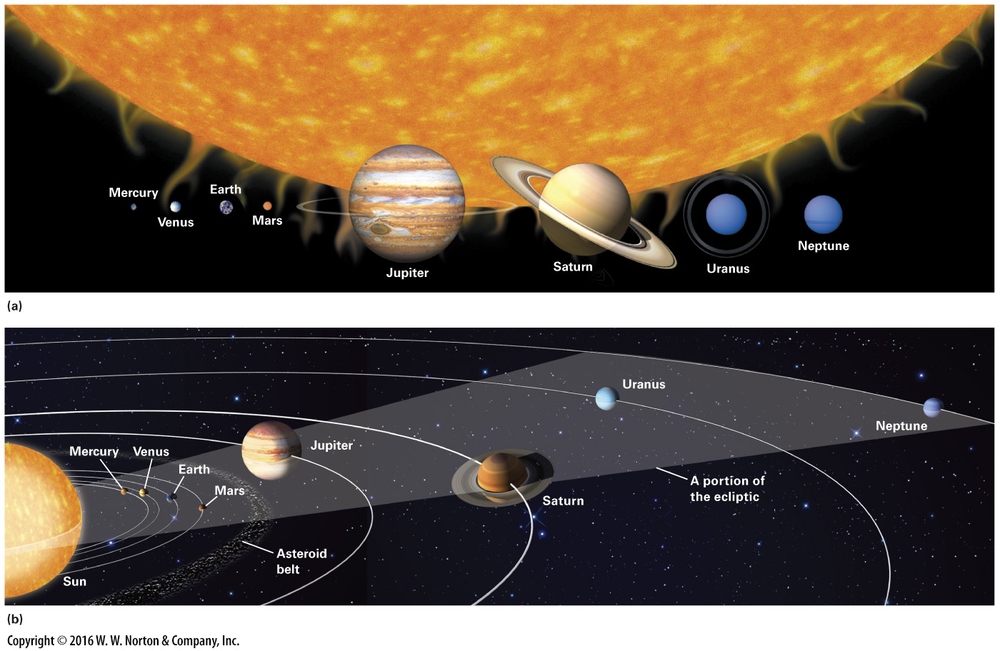 Mercury
Venus
Earth
Mars
Jupiter
Saturn
Uranus
Neptune
(a)
Uranus
Neptune
Jupiter
Mercury
Venus
Earth
Mars
Saturn
A portion of
the ecliptic
Asteroid
belt
Sun
(b)
Copyright © 2016 W. W. Norton & Company, Inc.